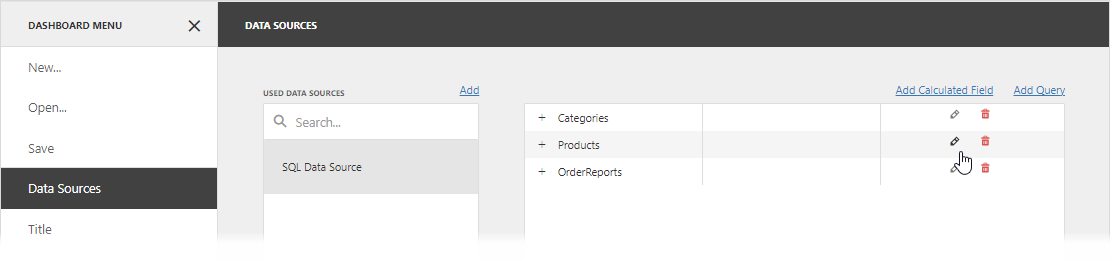 DASHBOARD MENU
DATA SOURCES
New...
Open...
Save
Data Sources
Title
USED DATA SOURCES
Add
Search...
SQL Data Source
Add Calculated Field
Add Query
+ Categories
+ Products
+ OrderReports